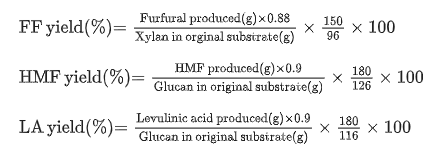 FF yield(%)= Furfural produced(g)×0.88 / Xylan in orginal substrate(g) × 150/96 × 100
HMF yield(%)= HMF produced(g)×0.9 / Glucan in original substrate(g) × 180/126 × 100
LA yield(%)= Levulinic acid produced(g)×0.9 / Glucan in original substrate(g) × 180/116 × 100